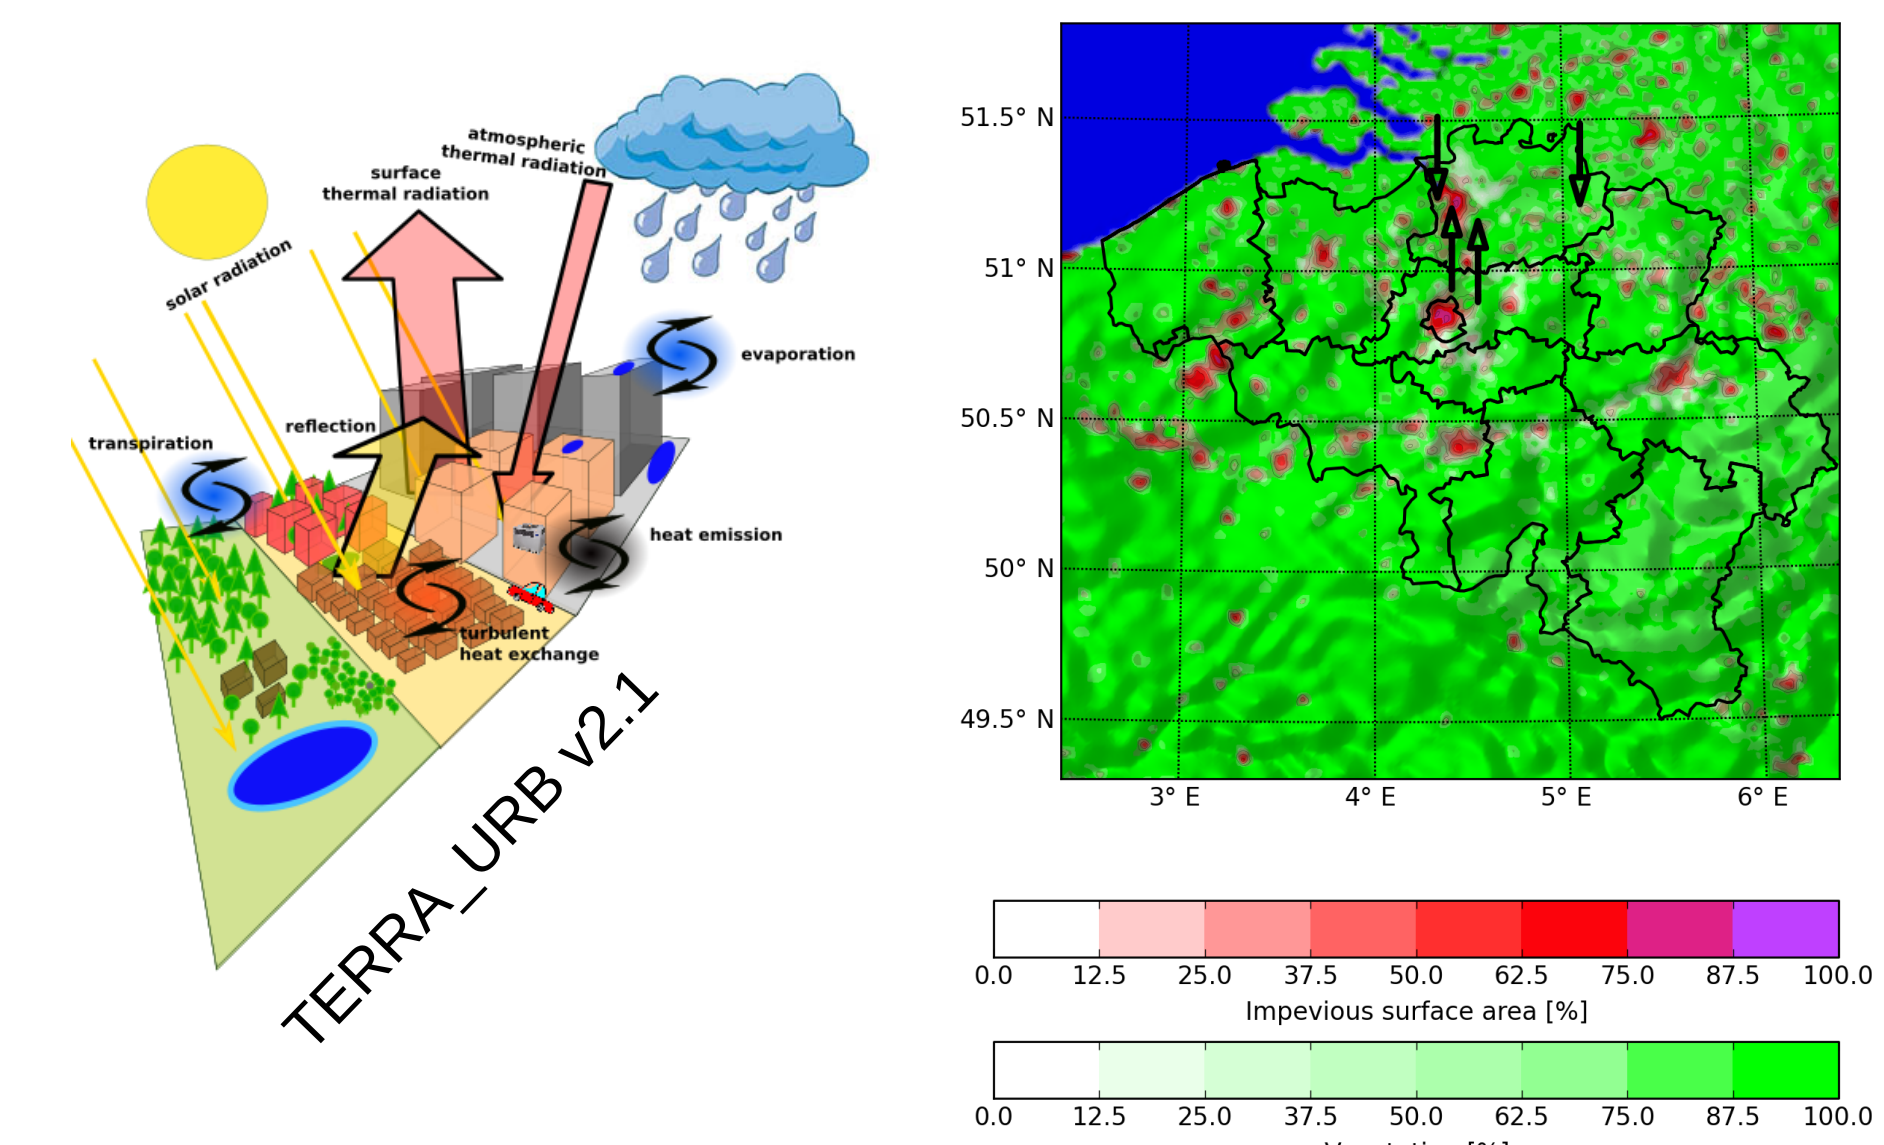 atmospheric
thermal radiation
surface
thermal radiation
solar radiation
evaporation
reflection
transpiration
heat emission
turbulent
heat exchange
TERRA_URB v2.1
51.5° N
51° N
50.5° N
50° N
49.5° N
3° E 4° E 5° E 6° E
0.0 12.5 25.0 37.5 50.0 62.5 75.0 87.5 100.0
Impevious surface area [%]
0.0 12.5 25.0 37.5 50.0 62.5 75.0 87.5 100.0